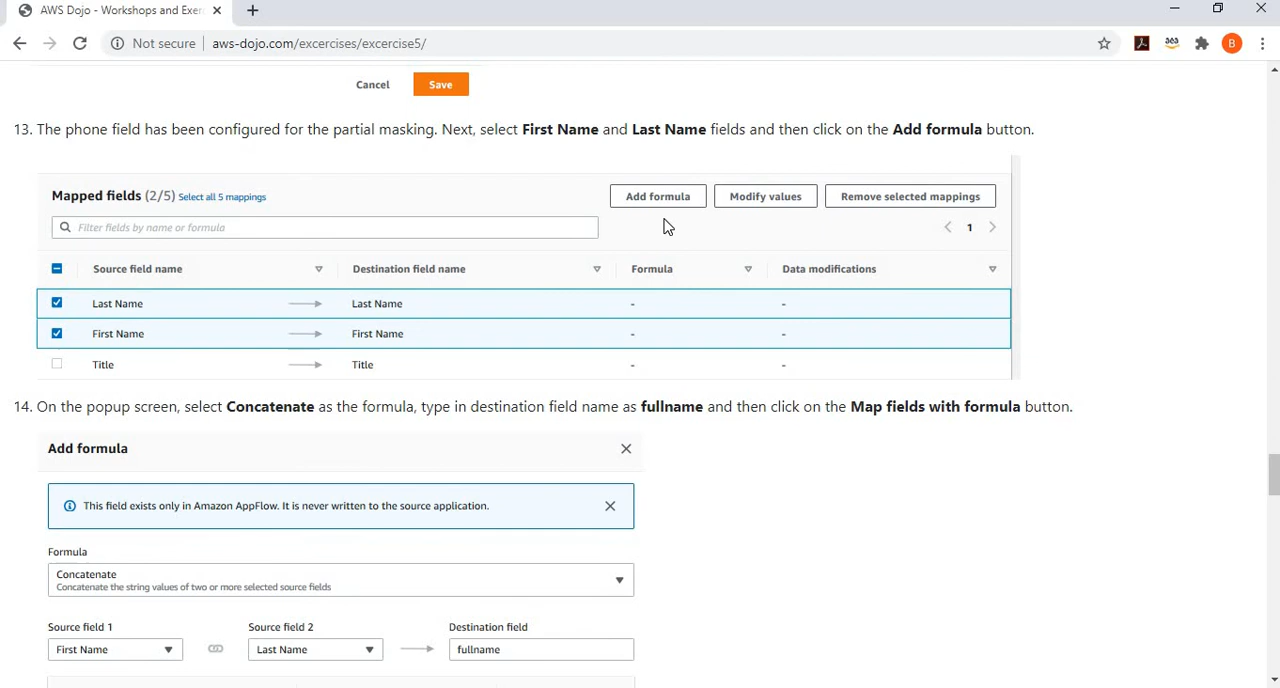 AWS Dojo - Workshops and Exer
Not secure
aws-dojo.com/excercises/excercise5/
B
Cancel
Save
13. The phone field has been configured for the partial masking. Next, select First Name and Last Name fields and then click on the Add formula button.
Mapped fields (2/5) Select all 5 mappings
Add formula
Modify values
Remove selected mappings
Filter fields by name or formula
1
Source field name
Destination field name
Formula
Data modifications
Last Name
Last Name
-
-
First Name
First Name
-
-
Title
Title
-
-
14. On the popup screen, select Concatenate as the formula, type in destination field name as fullname and then click on the Map fields with formula button.
Add formula
This field exists only in Amazon AppFlow. It is never written to the source application.
Formula
Concatenate
Concatenate the string values of two or more selected source fields
Source field 1
Source field 2
Destination field
First Name
Last Name
fullname